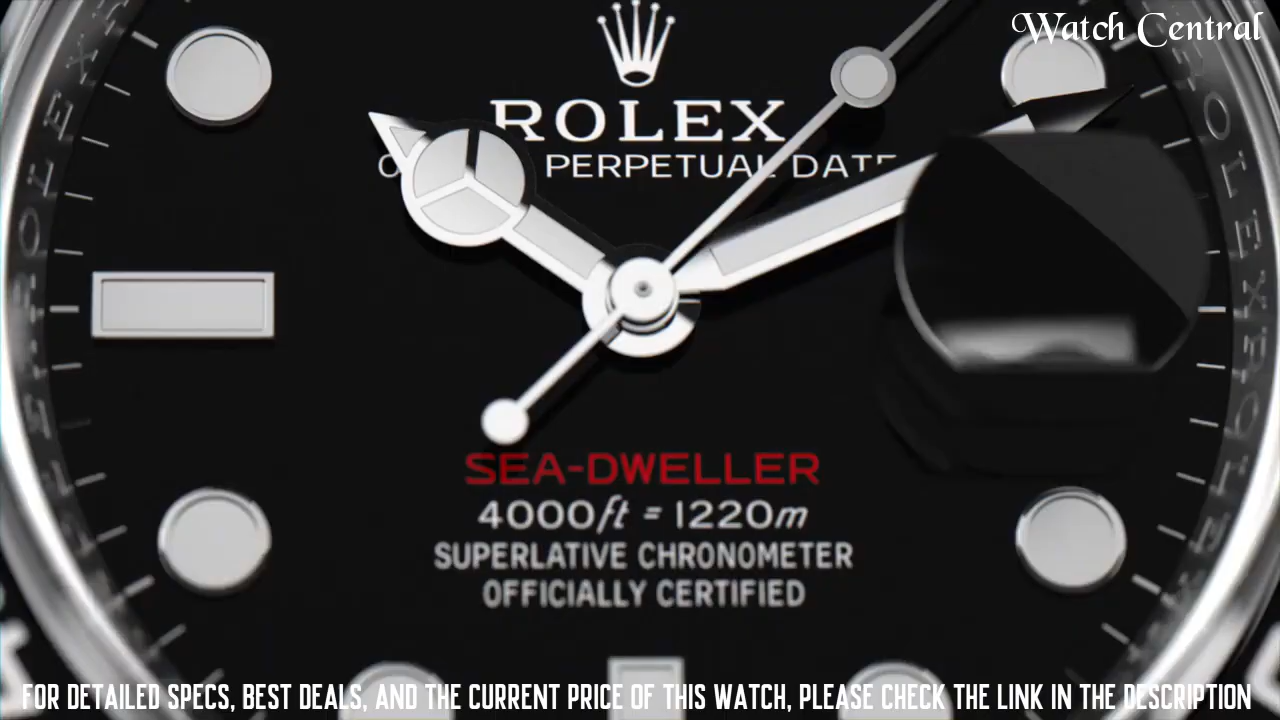 Watch Central
ROLEX
PERPETUAL DATE
SEA-DWELLER
4000ft = 1220m
SUPERLATIVE CHRONOMETER
OFFICIALLY CERTIFIED
FOR DETAILED SPECS, BEST DEALS, AND THE CURRENT PRICE OF THIS WATCH, PLEASE CHECK THE LINK IN THE DESCRIPTION